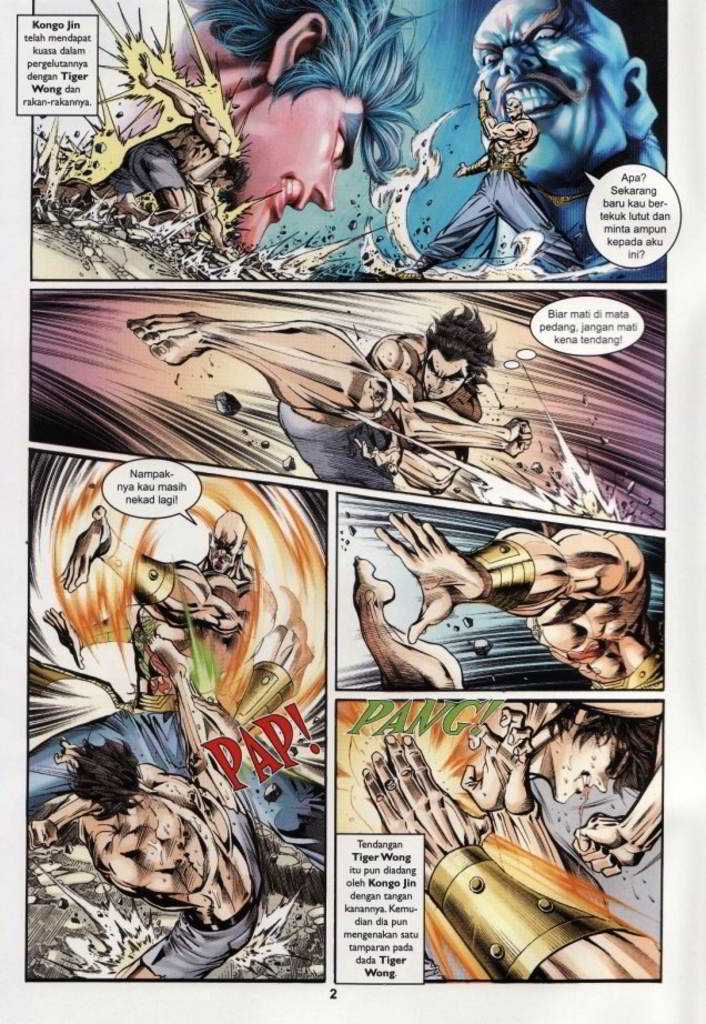 Kongo Jin
telah mendapat
kuasa dalam
pergelutannya
dengan Tiger
Wong dan
rakan-rakannya.
Apa?
Sekarang
baru kau ber-
tekuk lutut dan
minta ampun
kepada aku
ini?
Biar mati di mata
pedang, jangan mati
kena tendang!
Nampak-
nya kau masih
nekad lagi!
PAP!
PANG!
Tendangan
Tiger Wong
itu pun diadang
oleh Kongo Jin
dengan tangan
kanannya. Kemu-
dian dia pun
mengenakan satu
tamparan pada
dada Tiger
Wong.
2